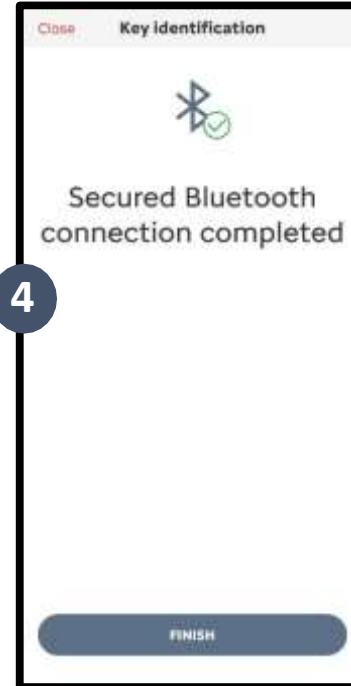 Close Key identification
Secured Bluetooth
connection completed
4
FINISH